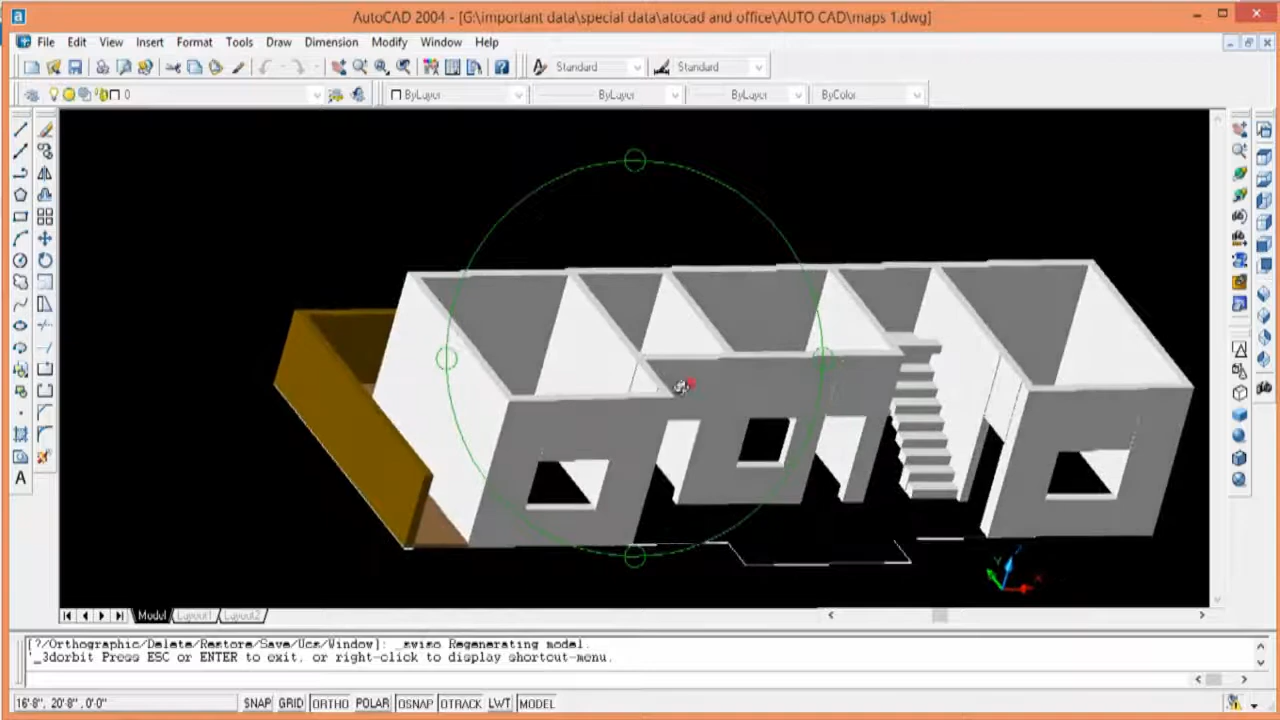 AutoCAD 2004 - [G:\important data\special data\atocad and office\AUTO CAD\maps 1.dwg]
File Edit View Insert Format Tools Draw Dimension Modify Window Help
Standard Standard
0 ByLayer ByLayer ByLayer ByColor
A
X
Model Layout1 Layout2
[?/Orthographic/Delete/Restore/Save/Ucs/Window]: _swiso Regenerating model.
'_3dorbit Press ESC or ENTER to exit, or right-click to display shortcut-menu.
16'-8", 20'-8" ,0'-0" SNAP GRID ORTHO POLAR OSNAP OTRACK LWT MODEL